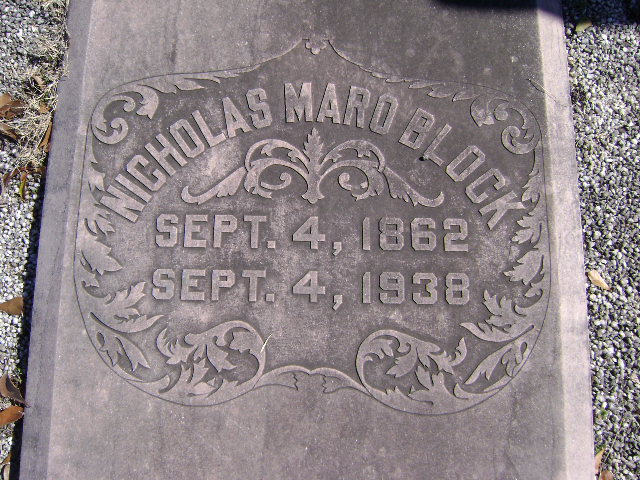 NICHOLAS MARO BLOCK
SEPT. 4, 1862
SEPT. 4, 1938